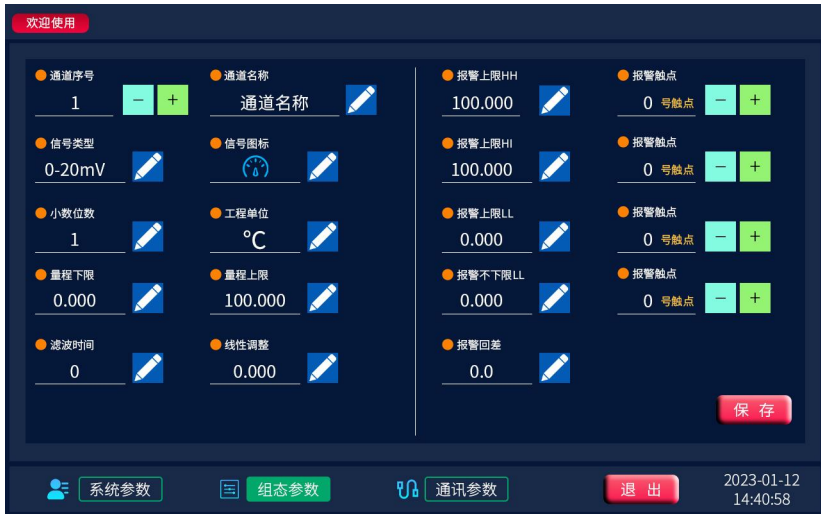 欢迎使用
通道序号
1
− +
通道名称
通道名称
信号类型
0-20mV
信号图标
小数位数
1
工程单位
℃
量程下限
0.000
量程上限
100.000
滤波时间
0
线性调整
0.000
报警上限HH
100.000
报警触点
0 号触点 − +
报警上限HI
100.000
报警触点
0 号触点 − +
报警上限LL
0.000
报警触点
0 号触点 − +
报警不下限LL
0.000
报警触点
0 号触点 − +
报警回差
0.0
保 存
系统参数
组态参数
通讯参数
退 出
2023-01-12
14:40:58